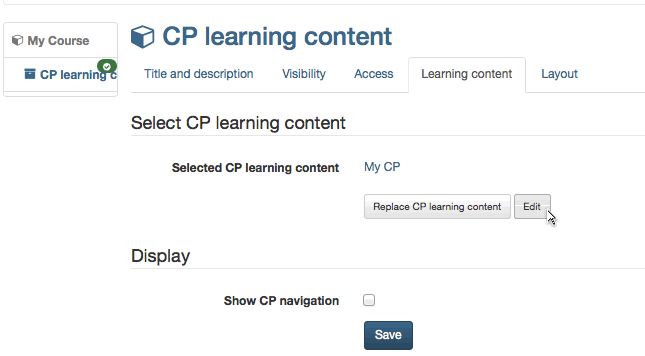 My Course
CP learning c
CP learning content
Title and description Visibility Access Learning content Layout
Select CP learning content
Selected CP learning content My CP
Replace CP learning content Edit
Display
Show CP navigation
Save